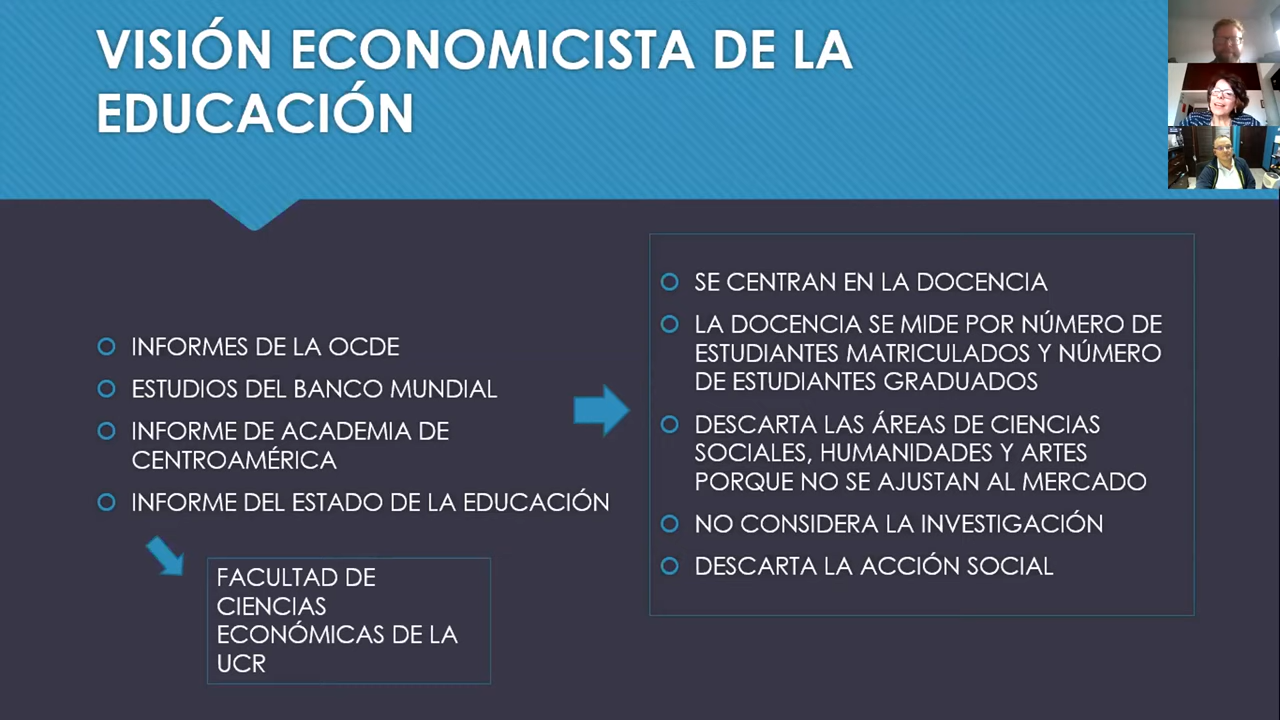 VISIÓN ECONOMICISTA DE LA
EDUCACIÓN
INFORMES DE LA OCDE
ESTUDIOS DEL BANCO MUNDIAL
INFORME DE ACADEMIA DE
CENTROAMÉRICA
INFORME DEL ESTADO DE LA EDUCACIÓN
FACULTAD DE
CIENCIAS
ECONÓMICAS DE LA
UCR
SE CENTRAN EN LA DOCENCIA
LA DOCENCIA SE MIDE POR NÚMERO DE
ESTUDIANTES MATRICULADOS Y NÚMERO
DE ESTUDIANTES GRADUADOS
DESCARTA LAS ÁREAS DE CIENCIAS
SOCIALES, HUMANIDADES Y ARTES
PORQUE NO SE AJUSTAN AL MERCADO
NO CONSIDERA LA INVESTIGACIÓN
DESCARTA LA ACCIÓN SOCIAL